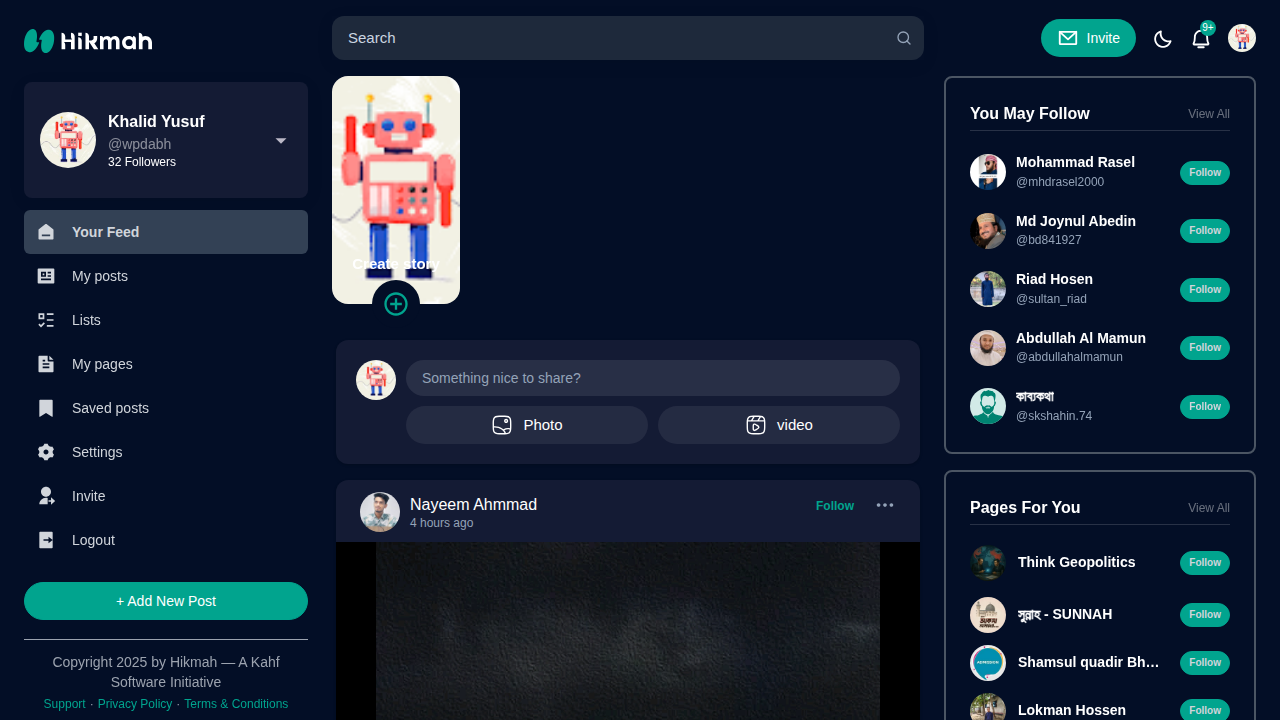 Hikmah
Search
Invite
9+
Khalid Yusuf
@wpdabh
32 Followers
Your Feed
My posts
Lists
My pages
Saved posts
Settings
Invite
Logout
+ Add New Post
Copyright 2025 by Hikmah — A Kahf
Software Initiative
Support · Privacy Policy · Terms & Conditions
Create story
Something nice to share?
Photo
video
Nayeem Ahmmad
4 hours ago
Follow
You May Follow
View All
Mohammad Rasel
@mhdrasel2000
Follow
Md Joynul Abedin
@bd841927
Follow
Riad Hosen
@sultan_riad
Follow
Abdullah Al Mamun
@abdullahalmamun
Follow
কাব্যকথা
@skshahin.74
Follow
Pages For You
View All
Think Geopolitics
Follow
সুন্নাহ - SUNNAH
Follow
Shamsul quadir Bh…
Follow
Lokman Hossen
Follow